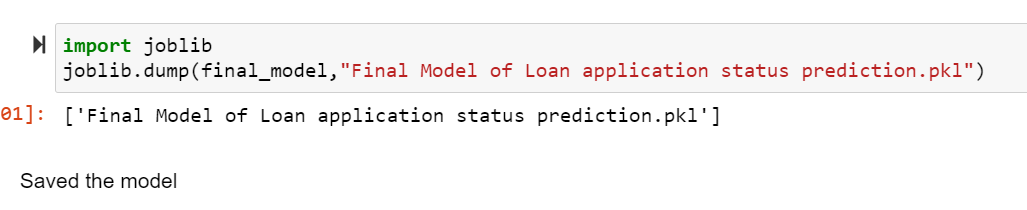 import joblib
joblib.dump(final_model,"Final Model of Loan application status prediction.pkl")
01]: ['Final Model of Loan application status prediction.pkl']
Saved the model